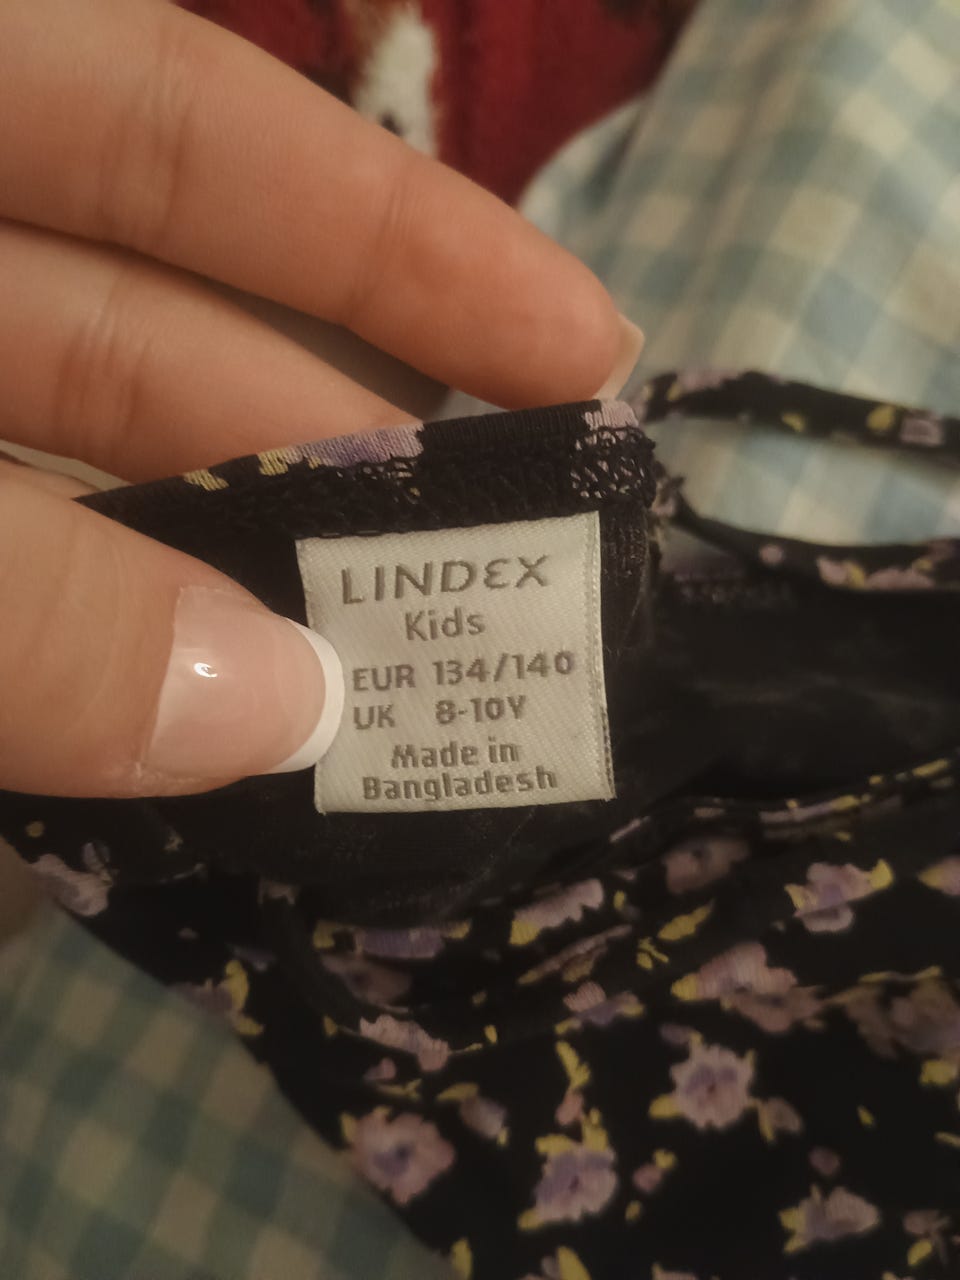 LINDEX
Kids
EUR 134/140
UK 8-10Y
Made in
Bangladesh